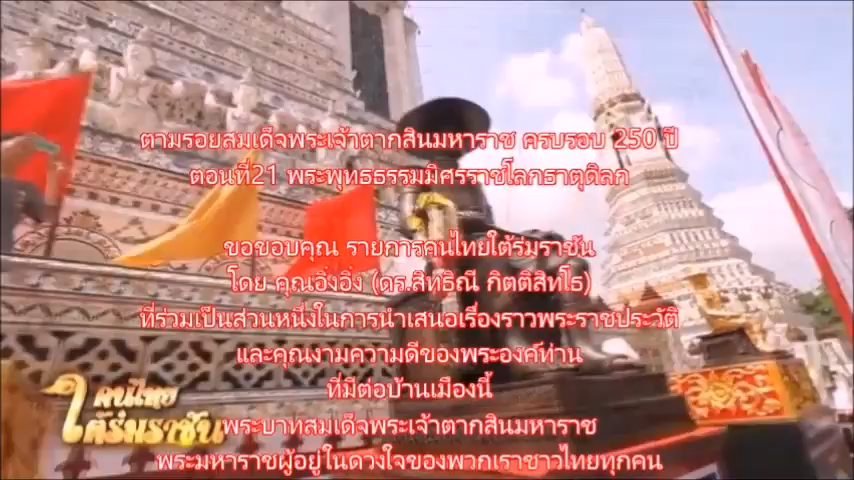 ตามรอยสมเด็จพระเจ้าตากสินมหาราช ครบรอบ 250 ปี
ตอนที่21 พระพุทธธรรมมิศรราชโลกธาตุดิลก
ขอขอบคุณ รายการคนไทยใต้ร่มราชัน
โดย คุณอิ่งอิ่ง (ดร.สิทธิณี กิตติสิทโธ)
ที่ร่วมเป็นส่วนหนึ่งในการนำเสนอเรื่องราวพระราชประวัติ
และคุณงามความดีของพระองค์ท่าน
ที่มีต่อบ้านเมืองนี้
พระบาทสมเด็จพระเจ้าตากสินมหาราช
พระมหาราชผู้อยู่ในดวงใจของพวกเราชาวไทยทุกคน
คนไทย
ใต้ร่มราชัน